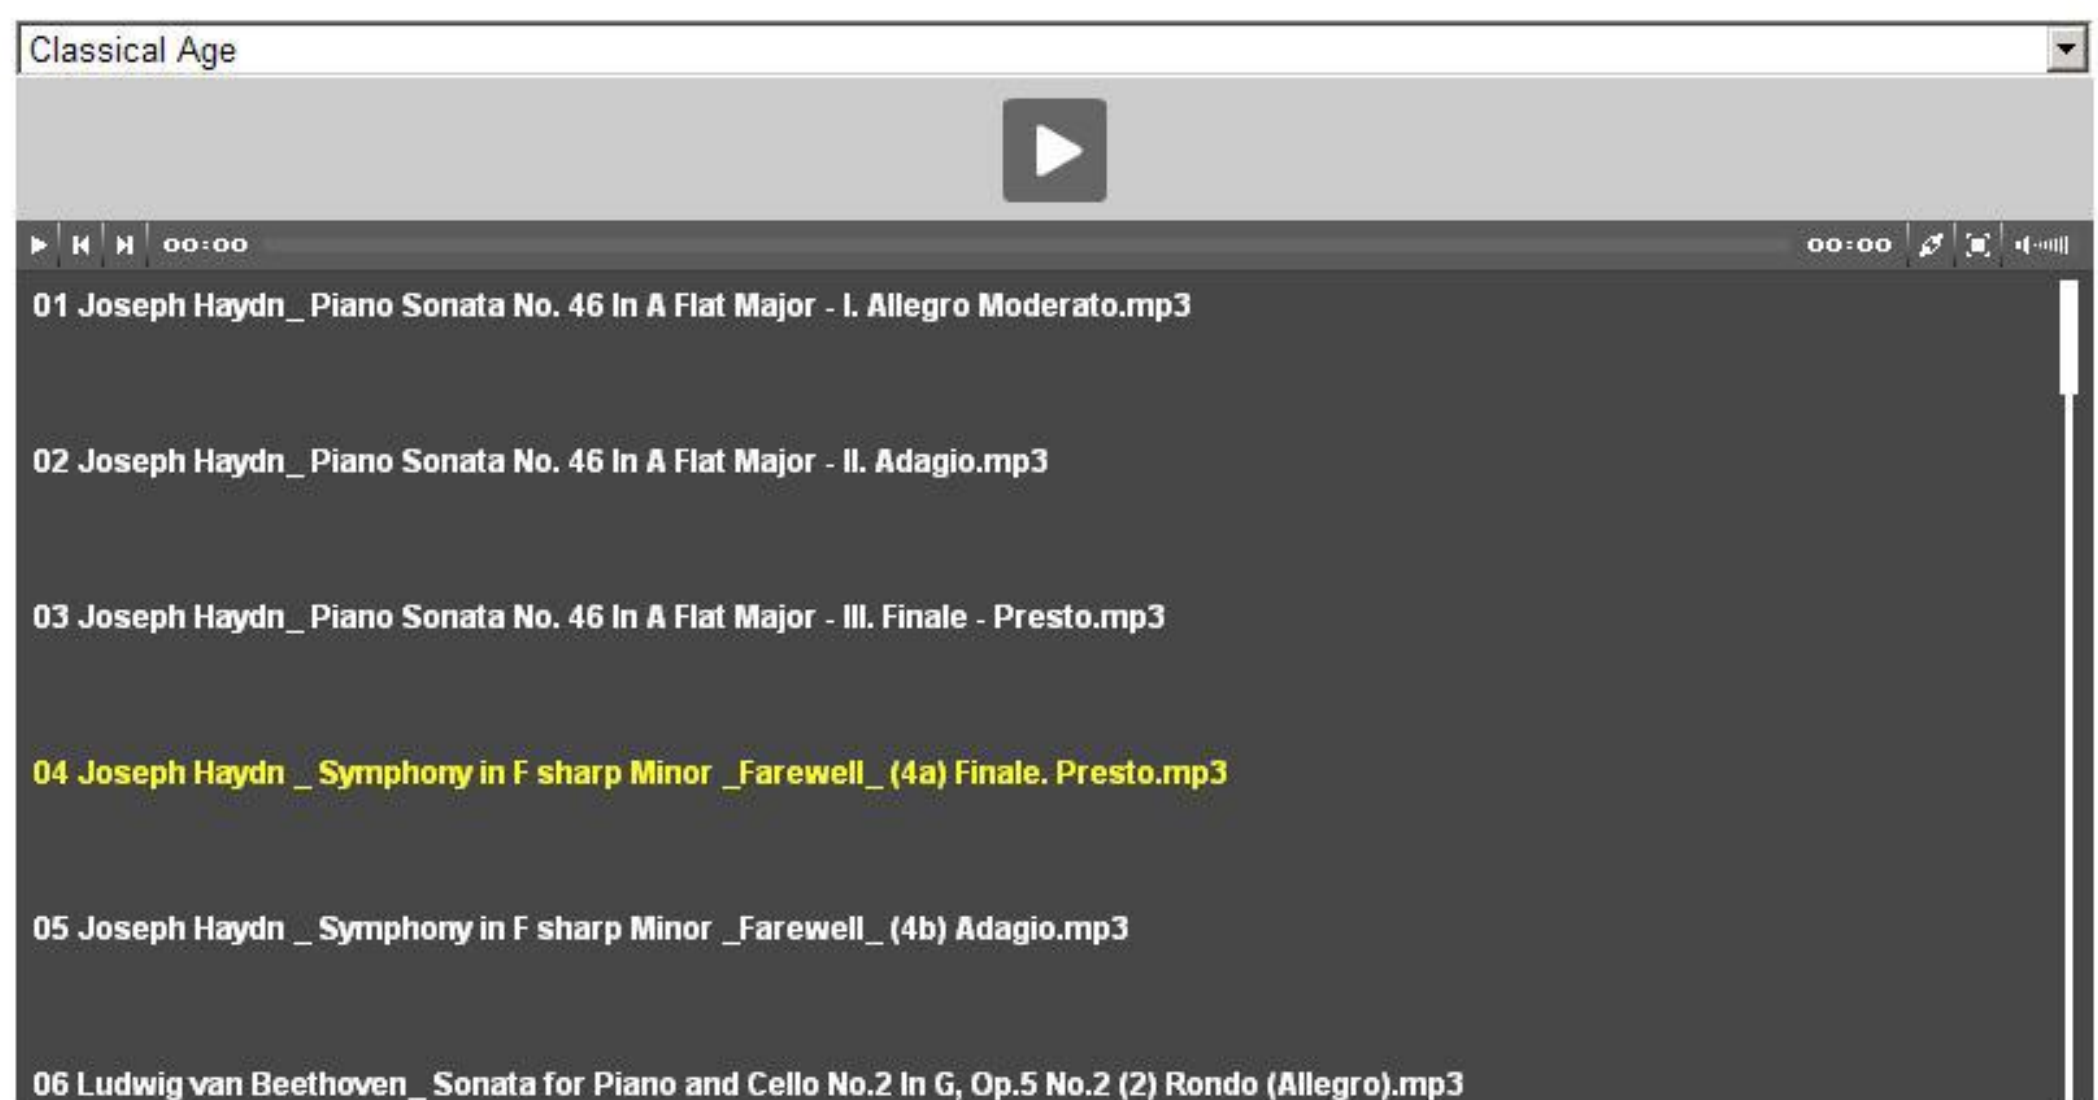 Classical Age
00:00 00:00
01 Joseph Haydn_ Piano Sonata No. 46 In A Flat Major - I. Allegro Moderato.mp3
02 Joseph Haydn_ Piano Sonata No. 46 In A Flat Major - II. Adagio.mp3
03 Joseph Haydn_ Piano Sonata No. 46 In A Flat Major - III. Finale - Presto.mp3
04 Joseph Haydn _ Symphony in F sharp Minor _Farewell_ (4a) Finale. Presto.mp3
05 Joseph Haydn _ Symphony in F sharp Minor _Farewell_ (4b) Adagio.mp3
06 Ludwig van Beethoven_ Sonata for Piano and Cello No.2 In G, Op.5 No.2 (2) Rondo (Allegro).mp3